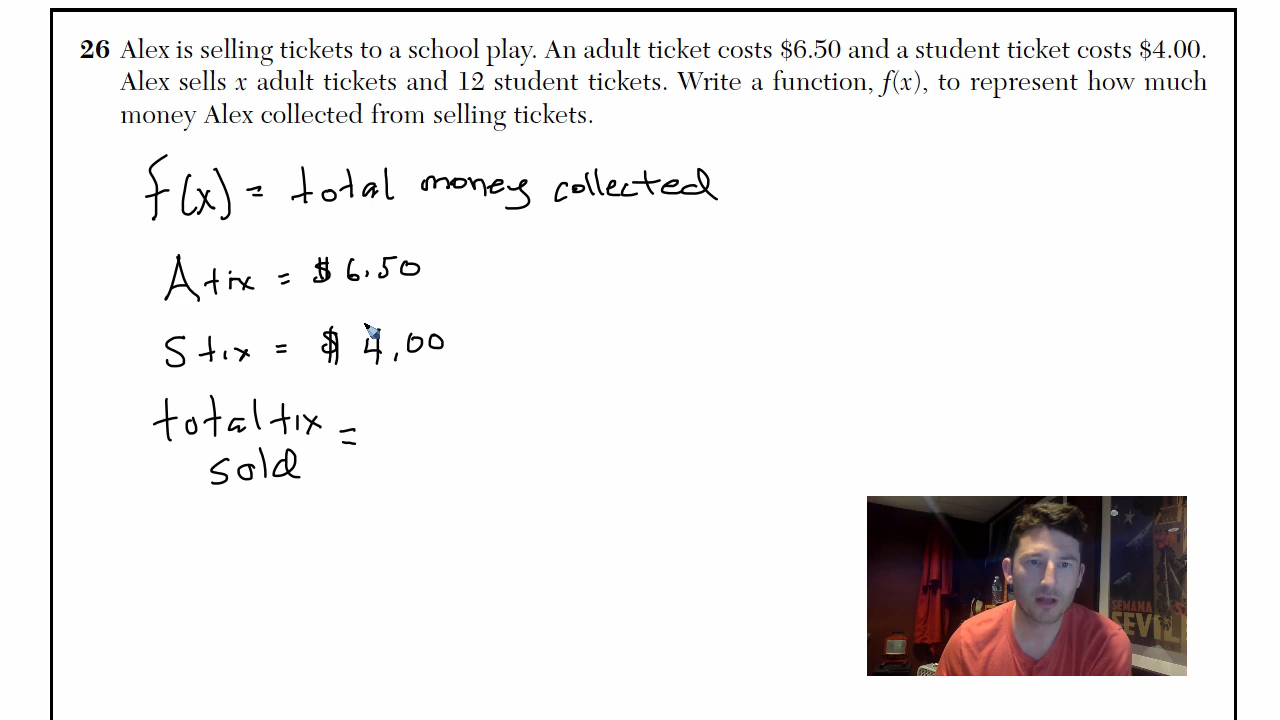 26 Alex is selling tickets to a school play. An adult ticket costs $6.50 and a student ticket costs $4.00.
Alex sells x adult tickets and 12 student tickets. Write a function, f(x), to represent how much
money Alex collected from selling tickets.
f(x) = total money collected
A tix = $ 6.50
S tix = $ 4.00
total tix =
sold
SEMANA
EEVIL